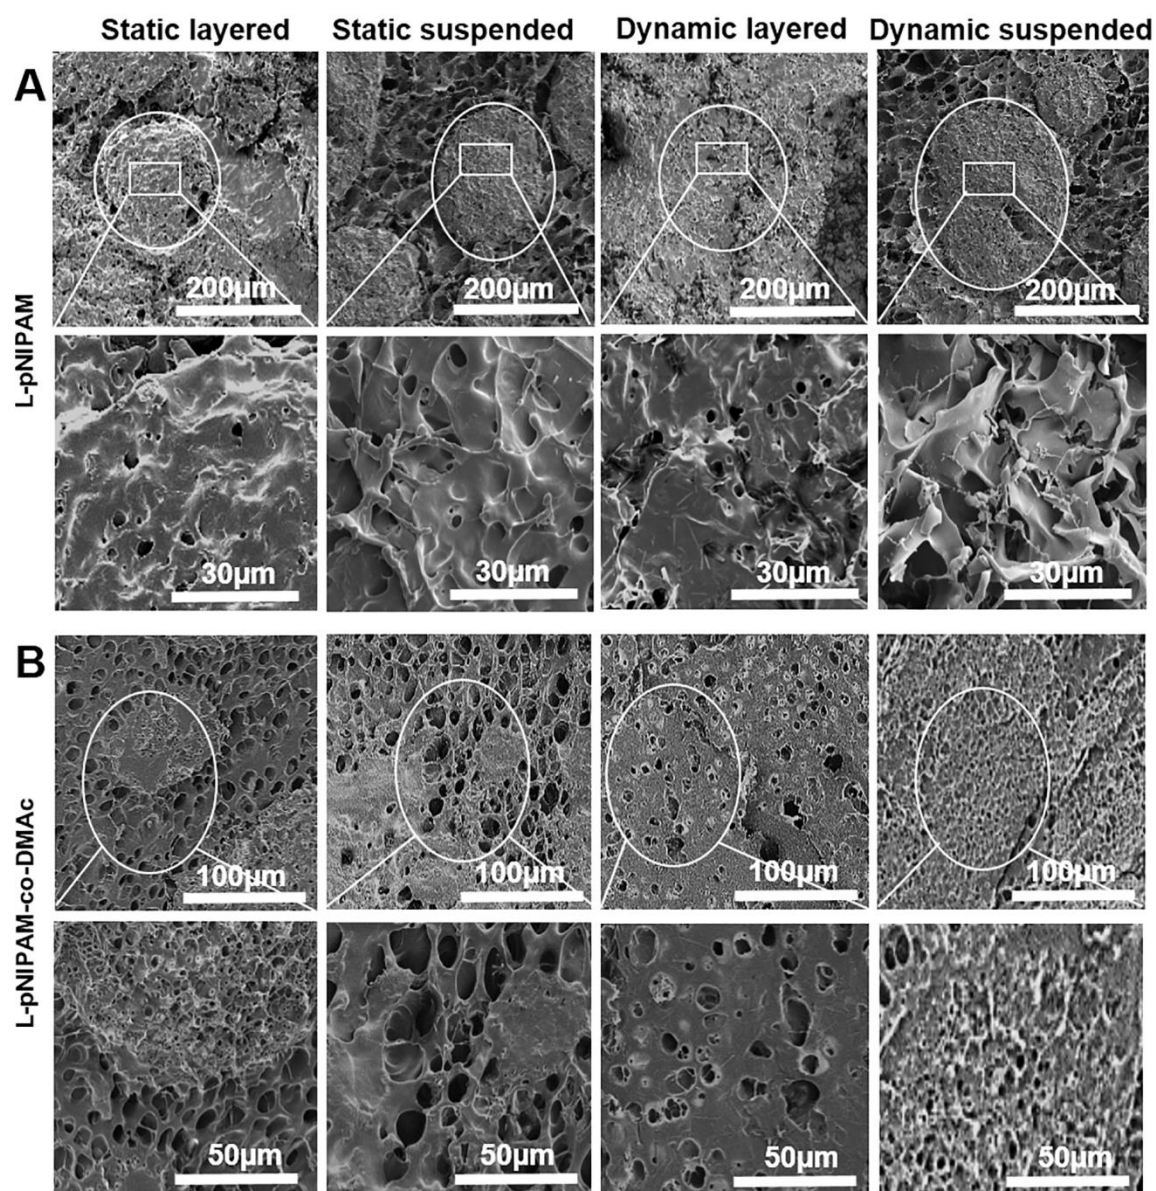 Static layered Static suspended Dynamic layered Dynamic suspended
A
L-pNIPAM
200µm 200µm 200µm 200µm
30µm 30µm 30µm 30µm
B
L-pNIPAM-co-DMAc
100µm 100µm 100µm 100µm
50µm 50µm 50µm 50µm